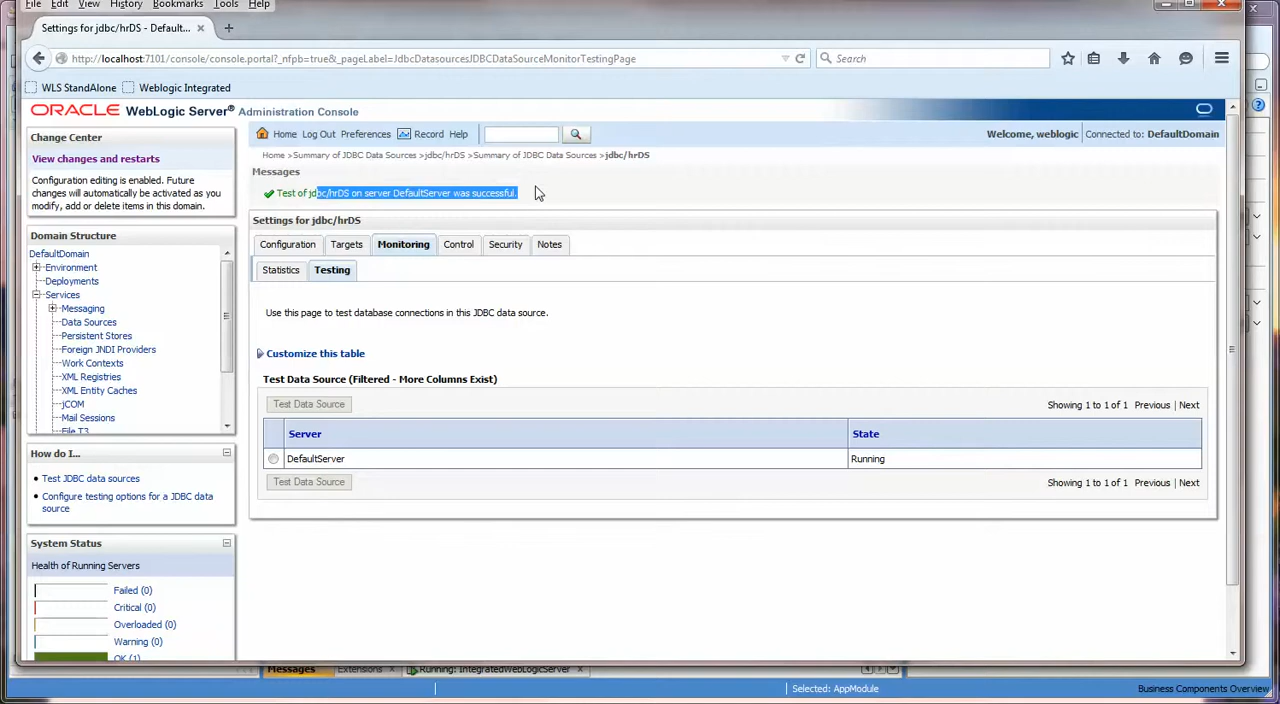 File Edit View History Bookmarks Tools Help
Settings for jdbc/hrDS - Default...
http://localhost:7101/console/console.portal?_nfpb=true&_pageLabel=JdbcDatasourcesJDBCDataSourceMonitorTestingPage
Search
WLS StandAlone Weblogic Integrated
ORACLE WebLogic Server® Administration Console
Change Center
View changes and restarts
Configuration editing is enabled. Future
changes will automatically be activated as you
modify, add or delete items in this domain.
Domain Structure
DefaultDomain
Environment
Deployments
Services
Messaging
Data Sources
Persistent Stores
Foreign JNDI Providers
Work Contexts
XML Registries
XML Entity Caches
jCOM
Mail Sessions
File T3
How do I...
Test JDBC data sources
Configure testing options for a JDBC data
source
System Status
Health of Running Servers
Failed (0)
Critical (0)
Overloaded (0)
Warning (0)
OK (1)
Home Log Out Preferences Record Help
Welcome, weblogic Connected to: DefaultDomain
Home >Summary of JDBC Data Sources >jdbc/hrDS >Summary of JDBC Data Sources >jdbc/hrDS
Messages
Test of jdbc/hrDS on server DefaultServer was successful.
Settings for jdbc/hrDS
Configuration Targets Monitoring Control Security Notes
Statistics Testing
Use this page to test database connections in this JDBC data source.
Customize this table
Test Data Source (Filtered - More Columns Exist)
Test Data Source Showing 1 to 1 of 1 Previous | Next
Server State
DefaultServer Running
Test Data Source Showing 1 to 1 of 1 Previous | Next
Messages Extensions Running: IntegratedWebLogicServer
Selected: AppModule Business Components Overview